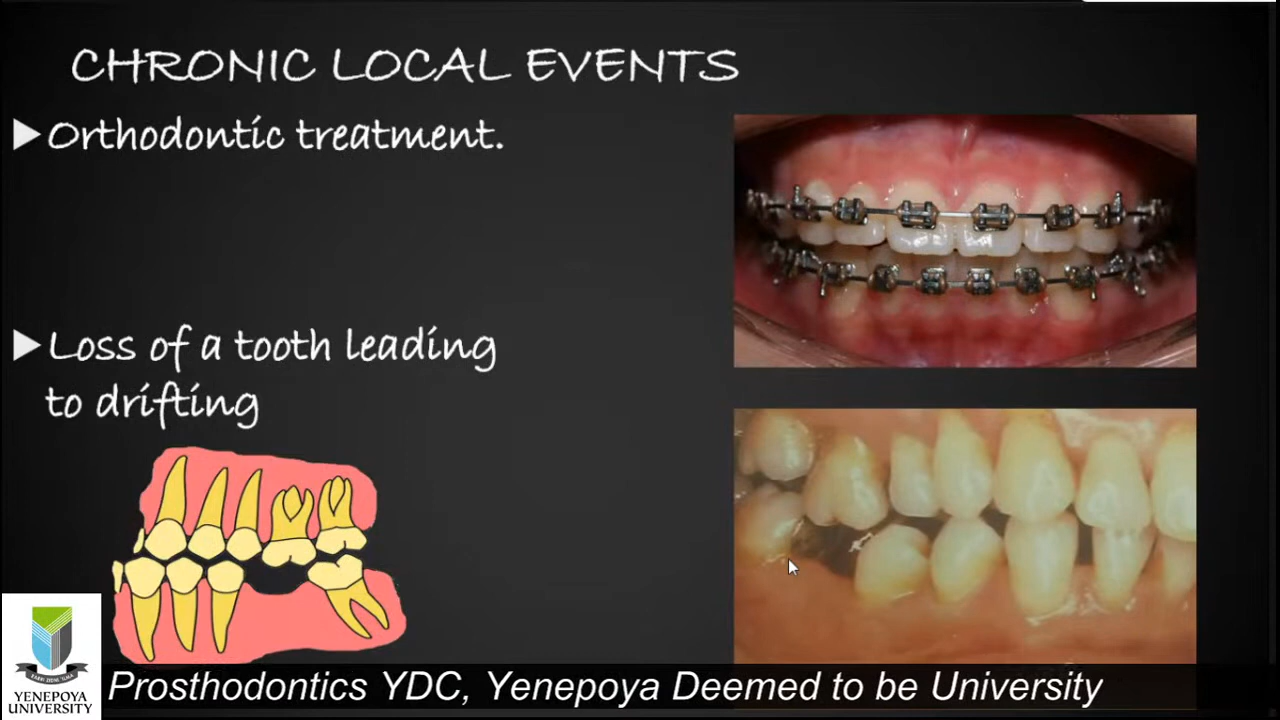 CHRONIC LOCAL EVENTS
Orthodontic treatment.
Loss of a tooth leading
to drifting
YENEPOYA
UNIVERSITY
Prosthodontics YDC, Yenepoya Deemed to be University